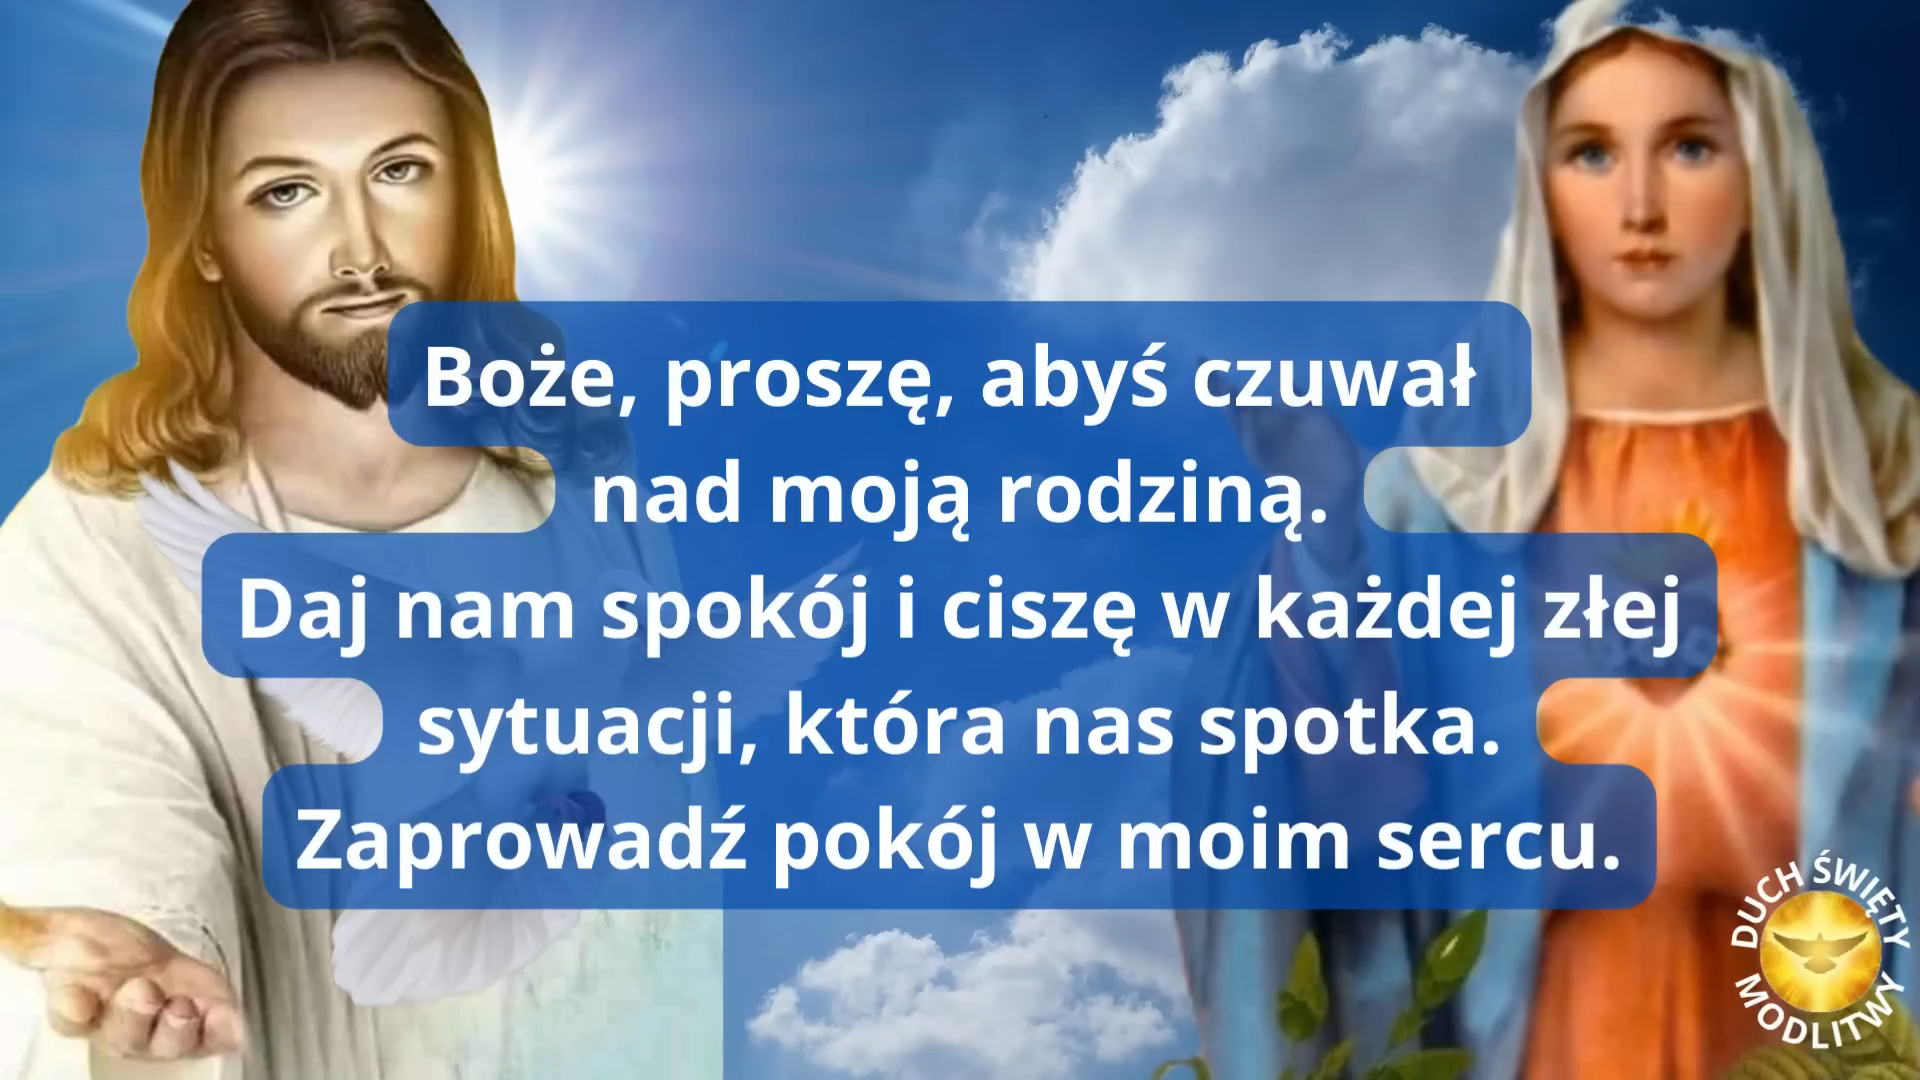 Boże, proszę, abyś czuwał
nad moją rodziną.
Daj nam spokój i ciszę w każdej złej
sytuacji, która nas spotka.
Zaprowadź pokój w moim sercu.
DUCH ŚWIĘTY
MODLITWY